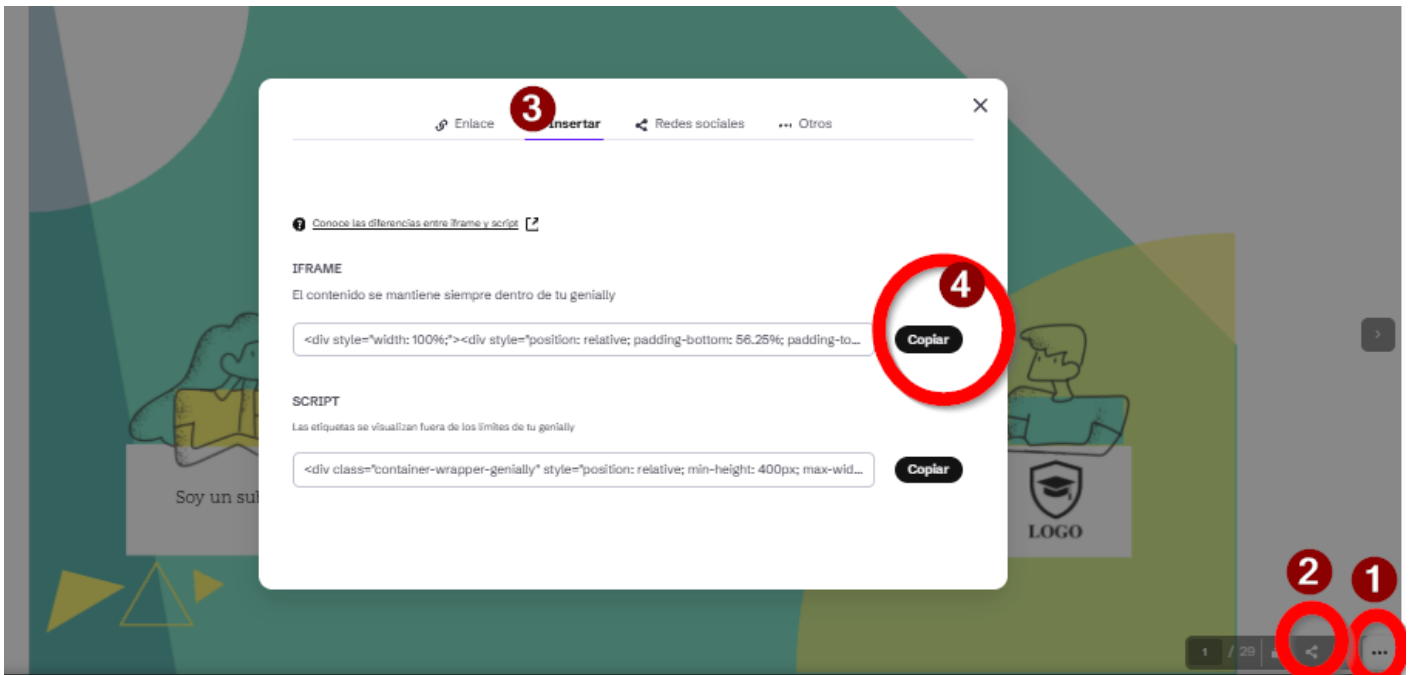 3
Enlace Insertar Redes sociales Otros
Conoce las diferencias entre iframe y script
IFRAME
El contenido se mantiene siempre dentro de tu genially
4
<div style="width: 100%;"><div style="position: relative; padding-bottom: 56.25%; padding-to...
Copiar
SCRIPT
Las etiquetas se visualizan fuera de los límites de tu genially
<div class="container-wrapper-genially" style="position: relative; min-height: 400px; max-wid...
Copiar
Soy un
LOGO
2
1
1 / 29